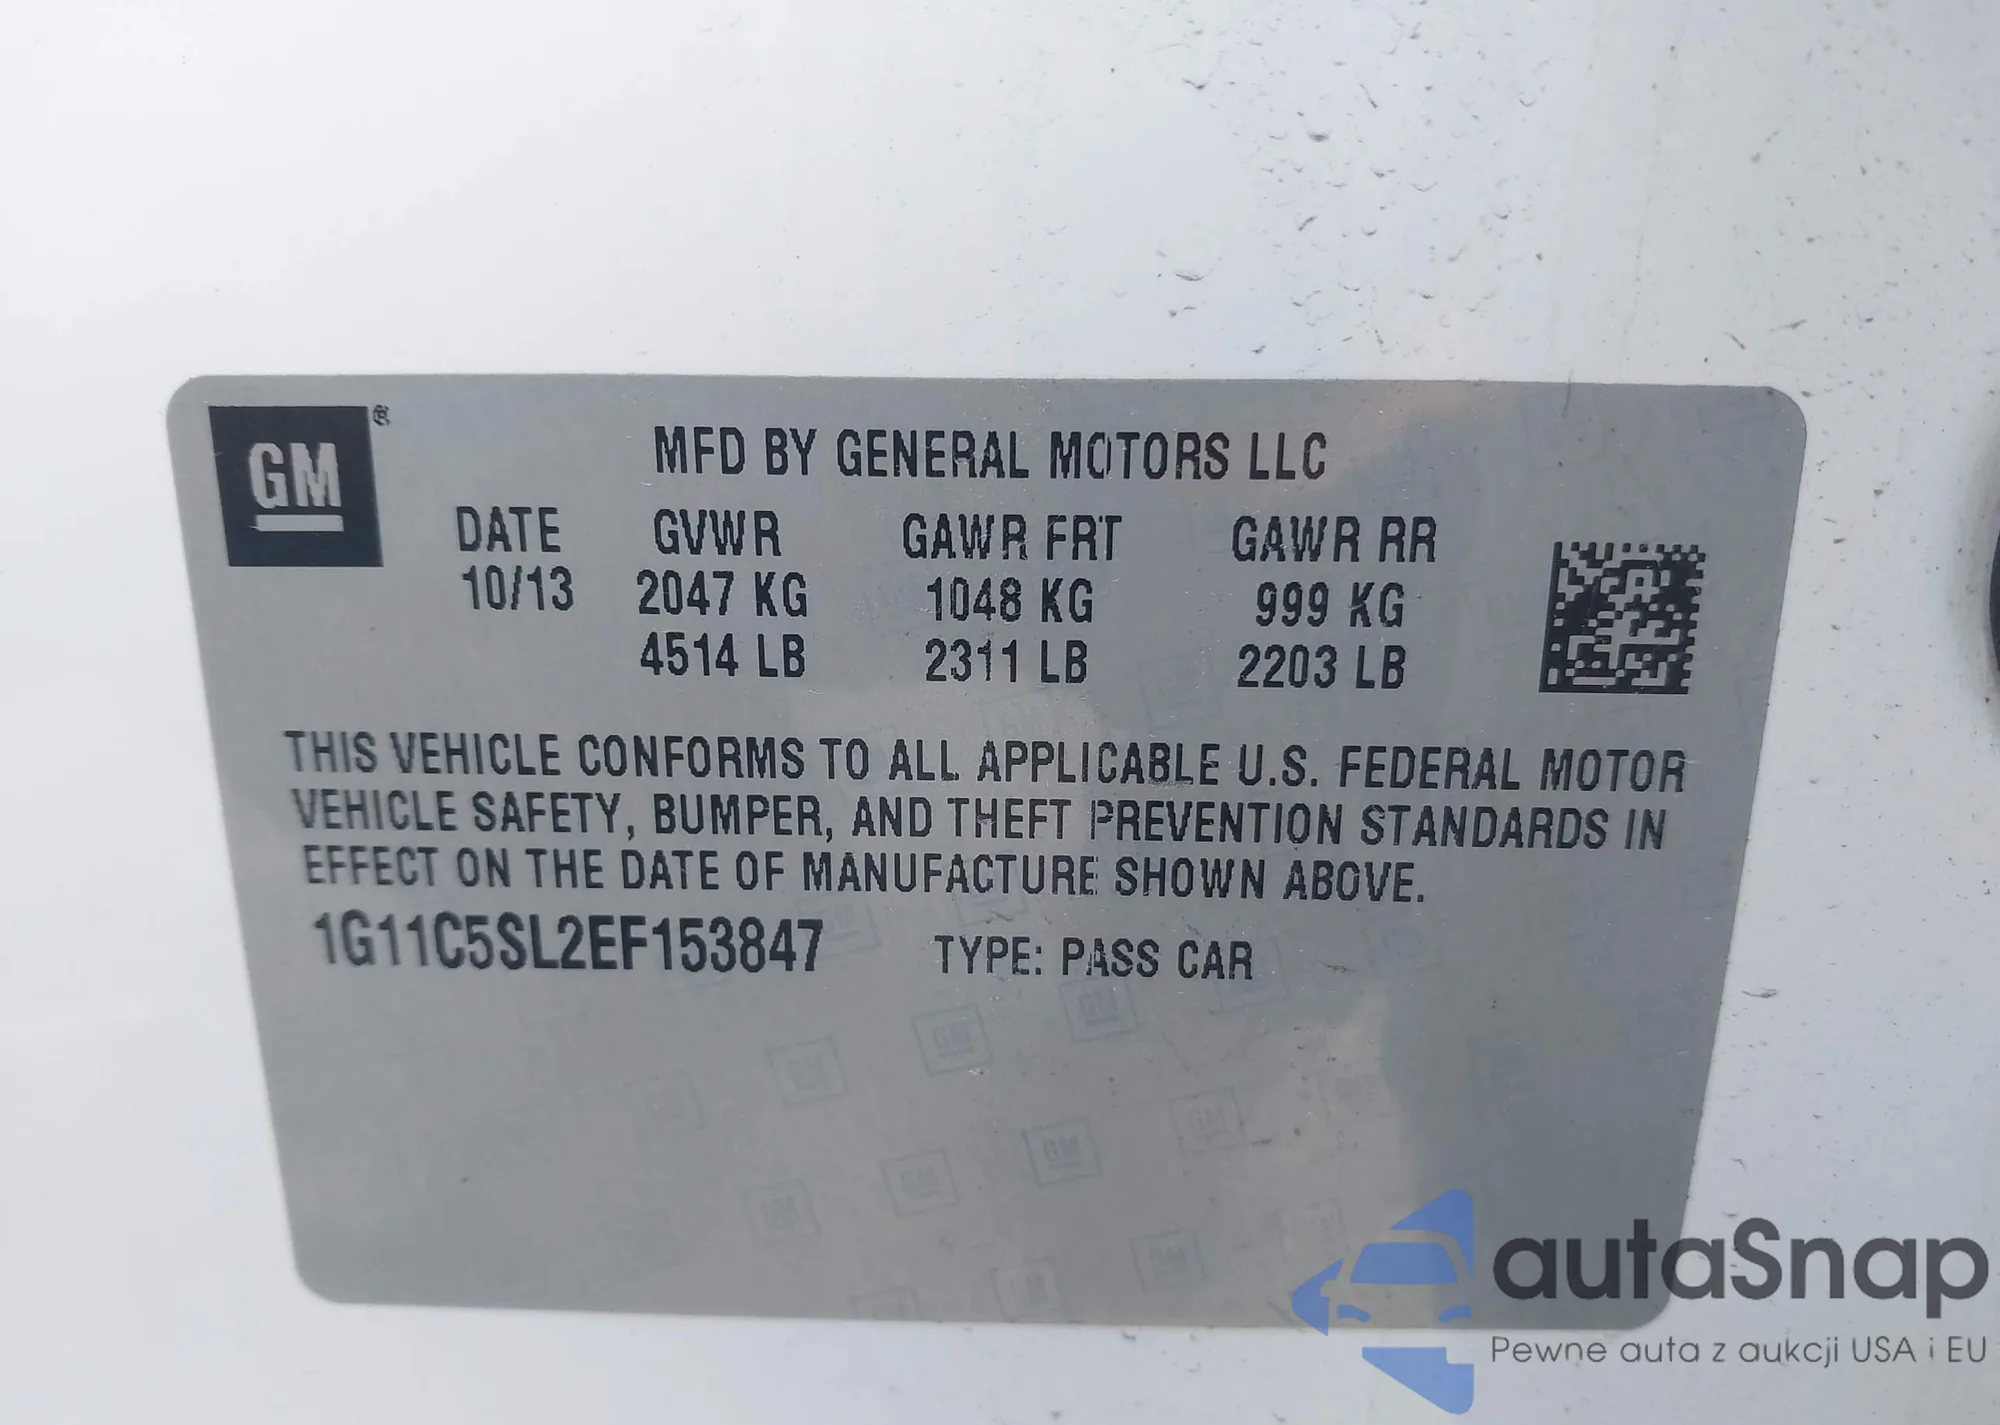 GM ®
MFD BY GENERAL MOTORS LLC
DATE GVWR GAWR FRT GAWR RR
10/13 2047 KG 1048 KG 999 KG
4514 LB 2311 LB 2203 LB
THIS VEHICLE CONFORMS TO ALL APPLICABLE U.S. FEDERAL MOTOR
VEHICLE SAFETY, BUMPER, AND THEFT PREVENTION STANDARDS IN
EFFECT ON THE DATE OF MANUFACTURE SHOWN ABOVE.
1G11C5SL2EF153847 TYPE: PASS CAR
autaSnap
Pewne auta z aukcji USA i EU